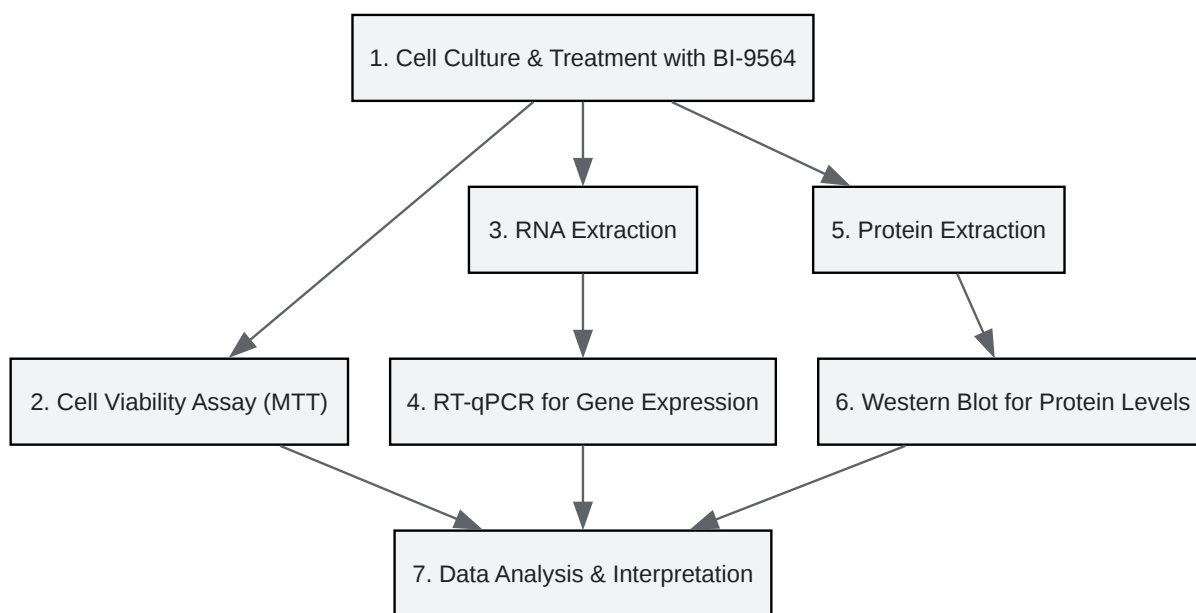 1. Cell Culture & Treatment with BI-9564
3. RNA Extraction
5. Protein Extraction
2. Cell Viability Assay (MTT)
4. RT-qPCR for Gene Expression
6. Western Blot for Protein Levels
7. Data Analysis & Interpretation